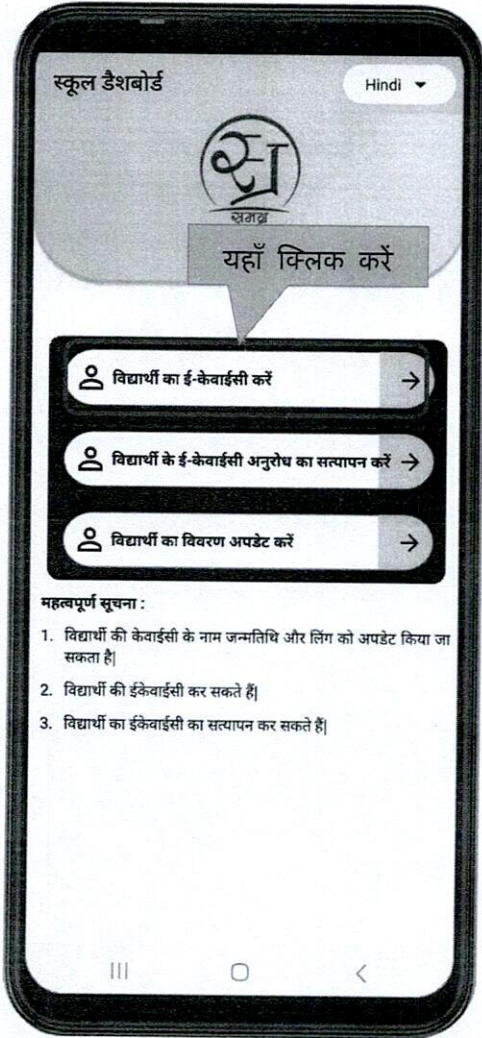 स्कूल डैशबोर्ड
Hindi
स्र
समग्र
यहाँ क्लिक करें
विद्यार्थी का ई-केवाईसी करें
विद्यार्थी के ई-केवाईसी अनुरोध का सत्यापन करें
विद्यार्थी का विवरण अपडेट करें
महत्वपूर्ण सूचना :
1. विद्यार्थी की केवाईसी के नाम जन्मतिथि और लिंग को अपडेट किया जा
सकता है|
2. विद्यार्थी की ईकेवाईसी कर सकते हैं|
3. विद्यार्थी का ईकेवाईसी का सत्यापन कर सकते हैं|